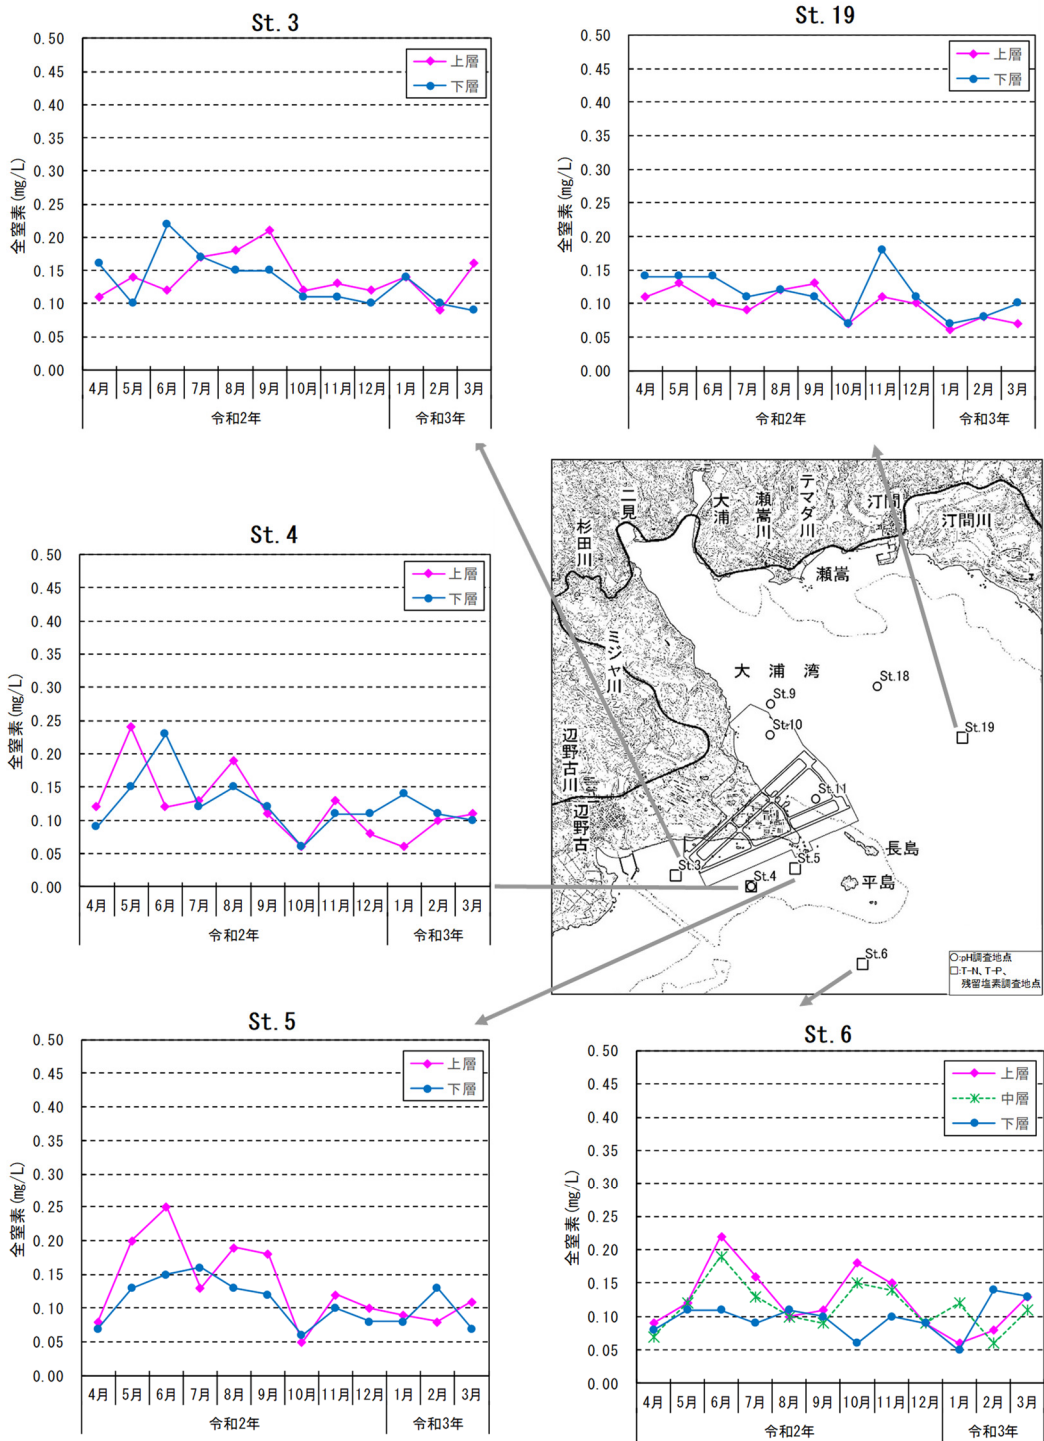 St. 3
0.50
0.45
0.40
0.35
0.30
0.25
0.20
0.15
0.10
0.05
0.00
全窒素(mg/L)
上層
下層
4月 5月 6月 7月 8月 9月 10月 11月 12月 1月 2月 3月
令和2年 令和3年
St. 19
0.50
0.45
0.40
0.35
0.30
0.25
0.20
0.15
0.10
0.05
0.00
全窒素(mg/L)
上層
下層
4月 5月 6月 7月 8月 9月 10月 11月 12月 1月 2月 3月
令和2年 令和3年
St. 4
0.50
0.45
0.40
0.35
0.30
0.25
0.20
0.15
0.10
0.05
0.00
全窒素(mg/L)
上層
下層
4月 5月 6月 7月 8月 9月 10月 11月 12月 1月 2月 3月
令和2年 令和3年
杉田川
二見
大浦
瀬嵩川
テマダ川
汀間
汀間川
瀬嵩
ミジャ川
大浦湾
St.18
St.9
St.10
St.19
辺野古川
辺野古
St.11
St.3
St.4
St.5
長島
平島
St.6
○:pH調査地点
□:T-N、T-P、
残留塩素調査地点
St. 5
0.50
0.45
0.40
0.35
0.30
0.25
0.20
0.15
0.10
0.05
0.00
全窒素(mg/L)
上層
下層
4月 5月 6月 7月 8月 9月 10月 11月 12月 1月 2月 3月
令和2年 令和3年
St. 6
0.50
0.45
0.40
0.35
0.30
0.25
0.20
0.15
0.10
0.05
0.00
全窒素(mg/L)
上層
中層
下層
4月 5月 6月 7月 8月 9月 10月 11月 12月 1月 2月 3月
令和2年 令和3年